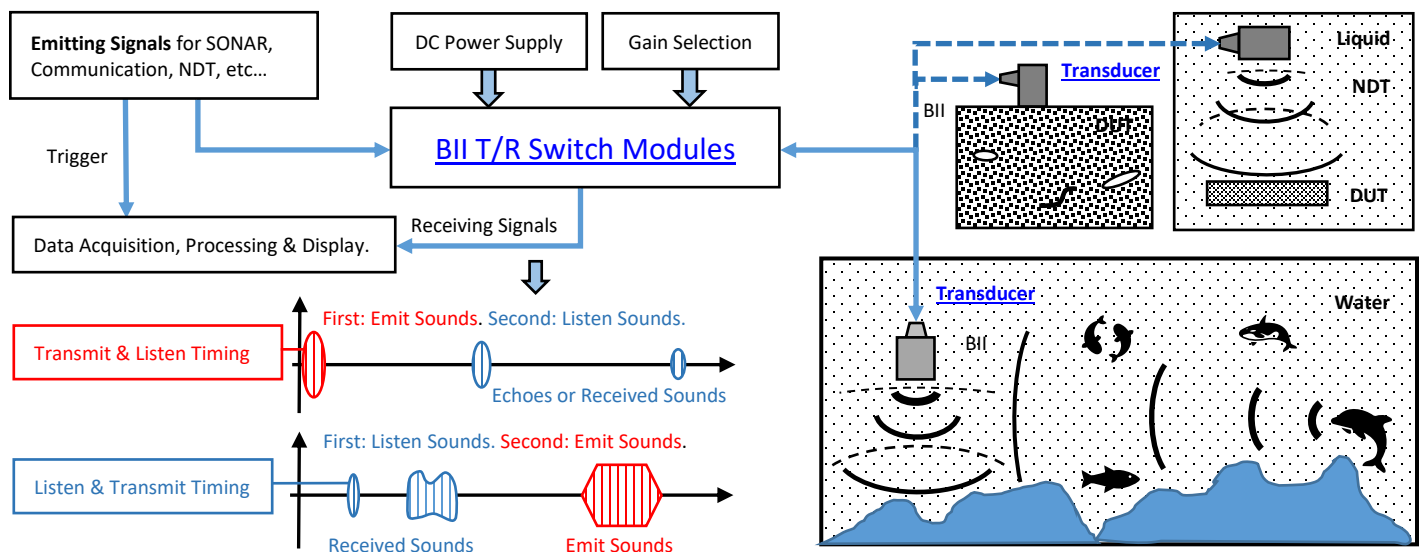 Emitting Signals for SONAR,
Communication, NDT, etc…
DC Power Supply
Gain Selection
BII T/R Switch Modules
Trigger
Receiving Signals
Data Acquisition, Processing & Display.
Transducer
BII
DUT
Liquid
NDT
DUT
First: Emit Sounds. Second: Listen Sounds.
Transmit & Listen Timing
Echoes or Received Sounds
First: Listen Sounds. Second: Emit Sounds.
Listen & Transmit Timing
Received Sounds
Emit Sounds
Transducer
BII
Water